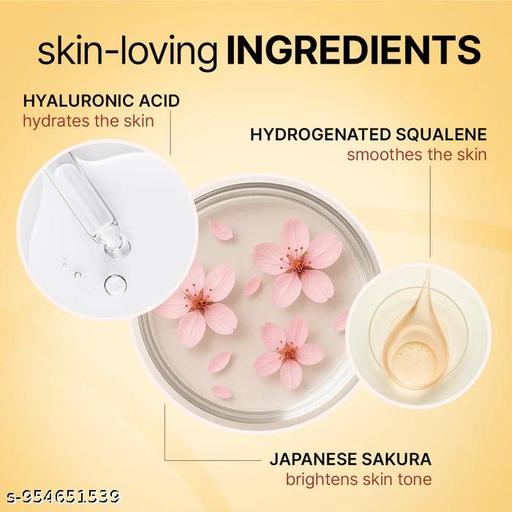 skin-loving INGREDIENTS
HYALURONIC ACID
hydrates the skin
HYDROGENATED SQUALENE
smoothes the skin
JAPANESE SAKURA
brightens skin tone
s-954651539